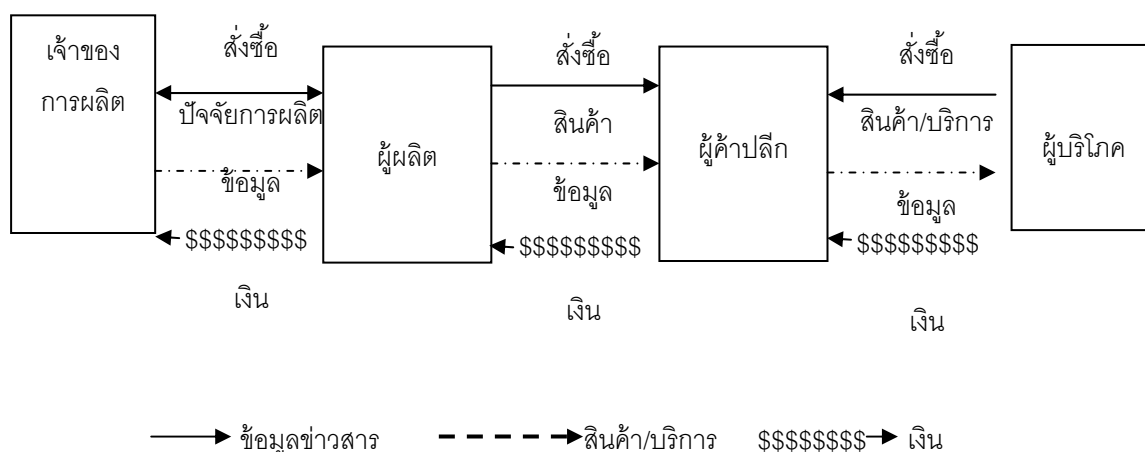 เจ้าของ
การผลิต
สั่งซื้อ
ปัจจัยการผลิต
ข้อมูล
$$$$$$$$$
เงิน
ผู้ผลิต
สั่งซื้อ
สินค้า
ข้อมูล
$$$$$$$$$
เงิน
ผู้ค้าปลีก
สั่งซื้อ
สินค้า/บริการ
ข้อมูล
$$$$$$$$$
เงิน
ผู้บริโภค
ข้อมูลข่าวสาร สินค้า/บริการ $$$$$$$$ เงิน